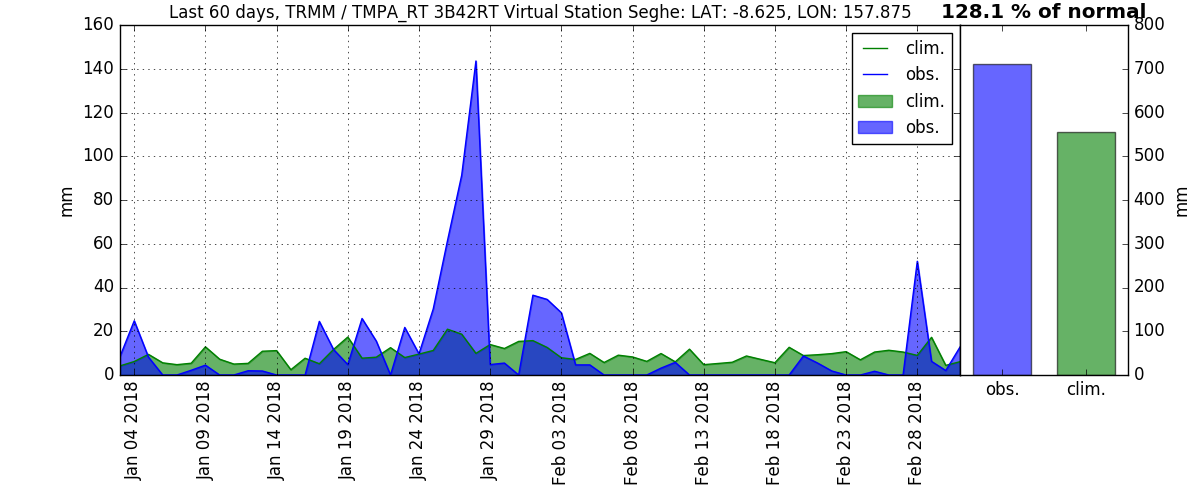 Last 60 days, TRMM / TMPA_RT 3B42RT Virtual Station Seghe: LAT: -8.625, LON: 157.875
128.1 % of normal
160
140
120
100
80
60
40
20
0
mm
clim.
obs.
clim.
obs.
800
700
600
500
400
300
200
100
0
mm
Jan 04 2018
Jan 09 2018
Jan 14 2018
Jan 19 2018
Jan 24 2018
Jan 29 2018
Feb 03 2018
Feb 08 2018
Feb 13 2018
Feb 18 2018
Feb 23 2018
Feb 28 2018
obs.
clim.